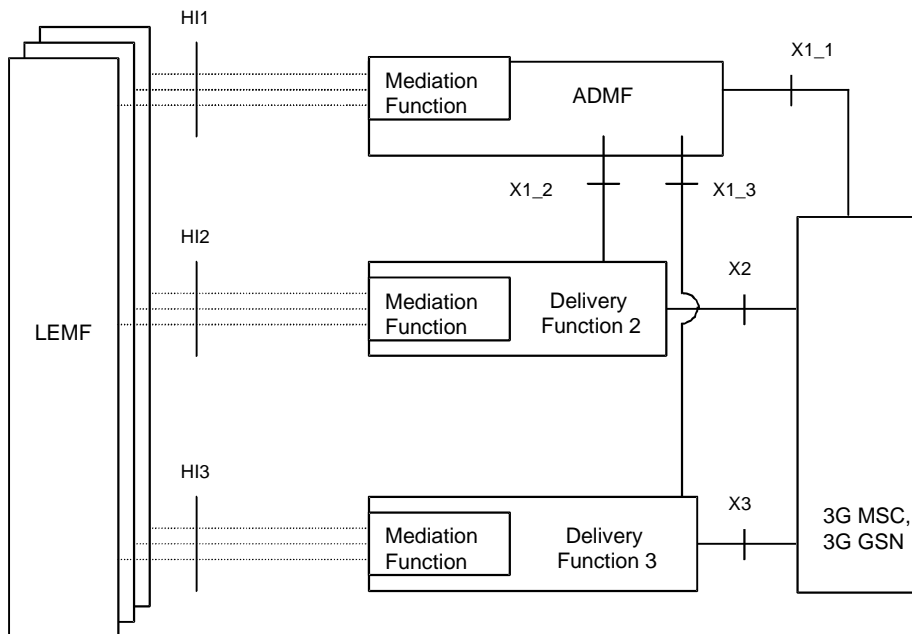 HI1
X1_1
Mediation
Function
ADMF
X1_2
X1_3
HI2
X2
LEMF
Mediation
Function
Delivery
Function 2
HI3
X3
Mediation
Function
Delivery
Function 3
3G MSC,
3G GSN